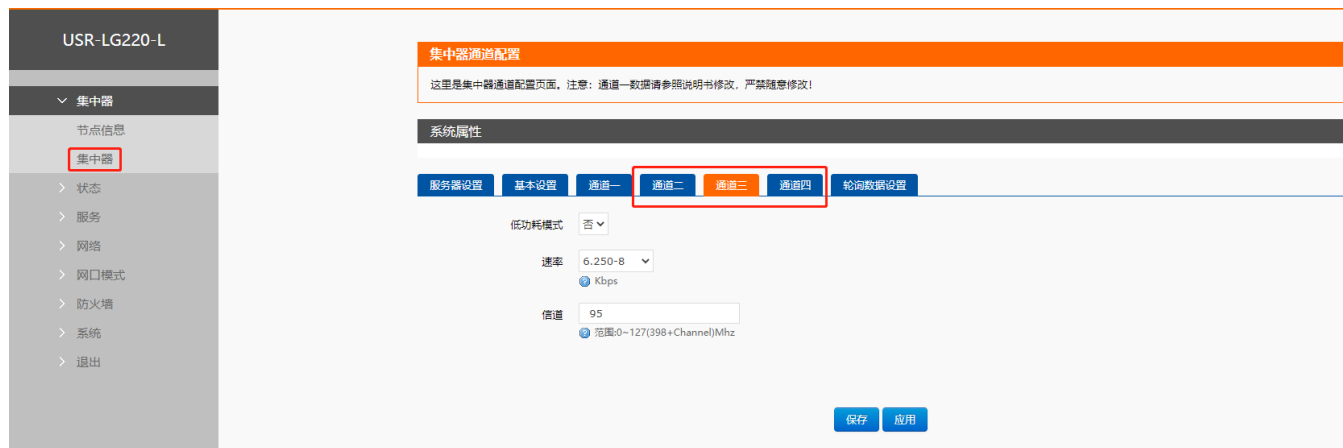 USR-LG220-L
集中器
节点信息
集中器
状态
服务
网络
网口模式
防火墙
系统
退出
集中器通道配置
这里是集中器通道配置页面。注意：通道一数据请参照说明书修改，严禁随意修改!
系统属性
服务器设置 基本设置 通道一 通道二 通道三 通道四 轮询数据设置
低功耗模式 否
速率 6.250-8
Kbps
信道 95
范围:0~127(398+Channel)Mhz
保存 应用